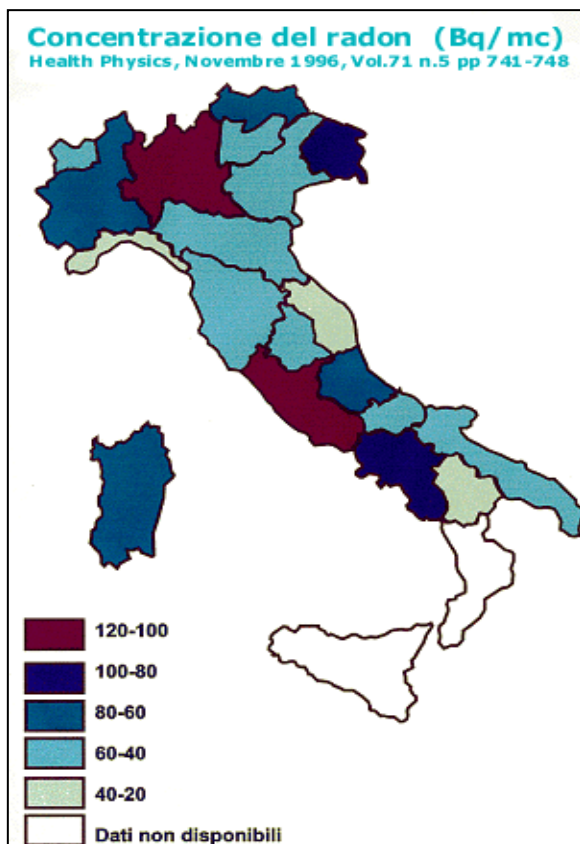 Concentrazione del radon (Bq/mc)
Health Physics, Novembre 1996, Vol.71 n.5 pp 741-748
120-100
100-80
80-60
60-40
40-20
Dati non disponibili